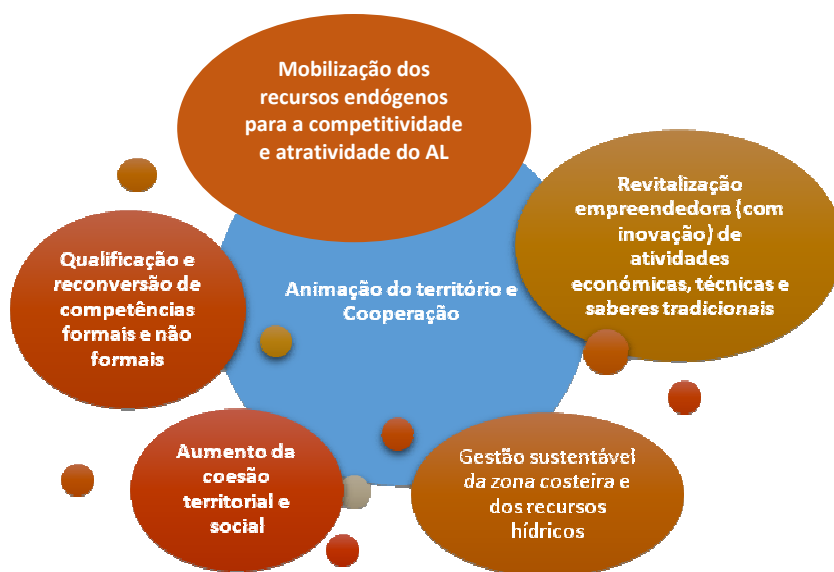 Mobilização dos
recursos endógenos
para a competitividade
e atratividade do AL
Revitalização
empreendedora (com
inovação) de
atividades
económicas, técnicas e
saberes tradicionais
Qualificação e
reconversão de
competências
formais e não
formais
Animação do território e
Cooperação
Aumento da
coesão
territorial e
social
Gestão sustentável
da zona costeira e
dos recursos
hídricos